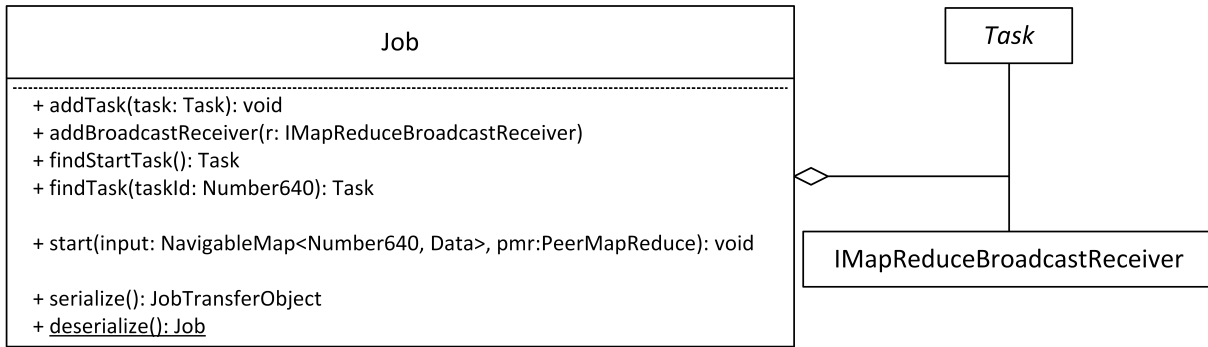 Job
+ addTask(task: Task): void
+ addBroadcastReceiver(r: IMapReduceBroadcastReceiver)
+ findStartTask(): Task
+ findTask(taskId: Number640): Task
+ start(input: NavigableMap<Number640, Data>, pmr:PeerMapReduce): void
+ serialize(): JobTransferObject
+ deserialize(): Job
Task
IMapReduceBroadcastReceiver